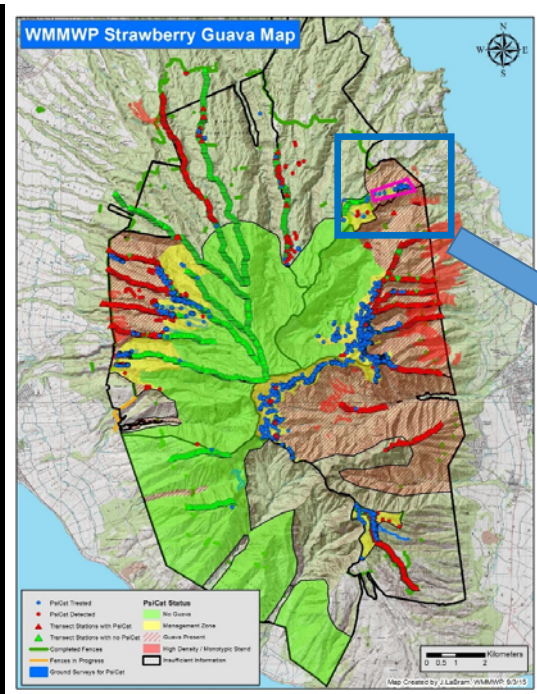 WMMWP Strawberry Guava Map
N
W E
S
PsiCat Treated
PsiCat Detected
Transect Stations with PsiCat
Transect Stations with no PsiCat
Completed Fences
Fences in Progress
Ground Surveys for PsiCat
PsiCat Status
No Guava
Management Zone
Guava Present
High Density / Monotypic Stand
Insufficient Information
Kilometers
0 0.5 1 2
Map Created by J.LaGram, WMMWP, 9/3/15